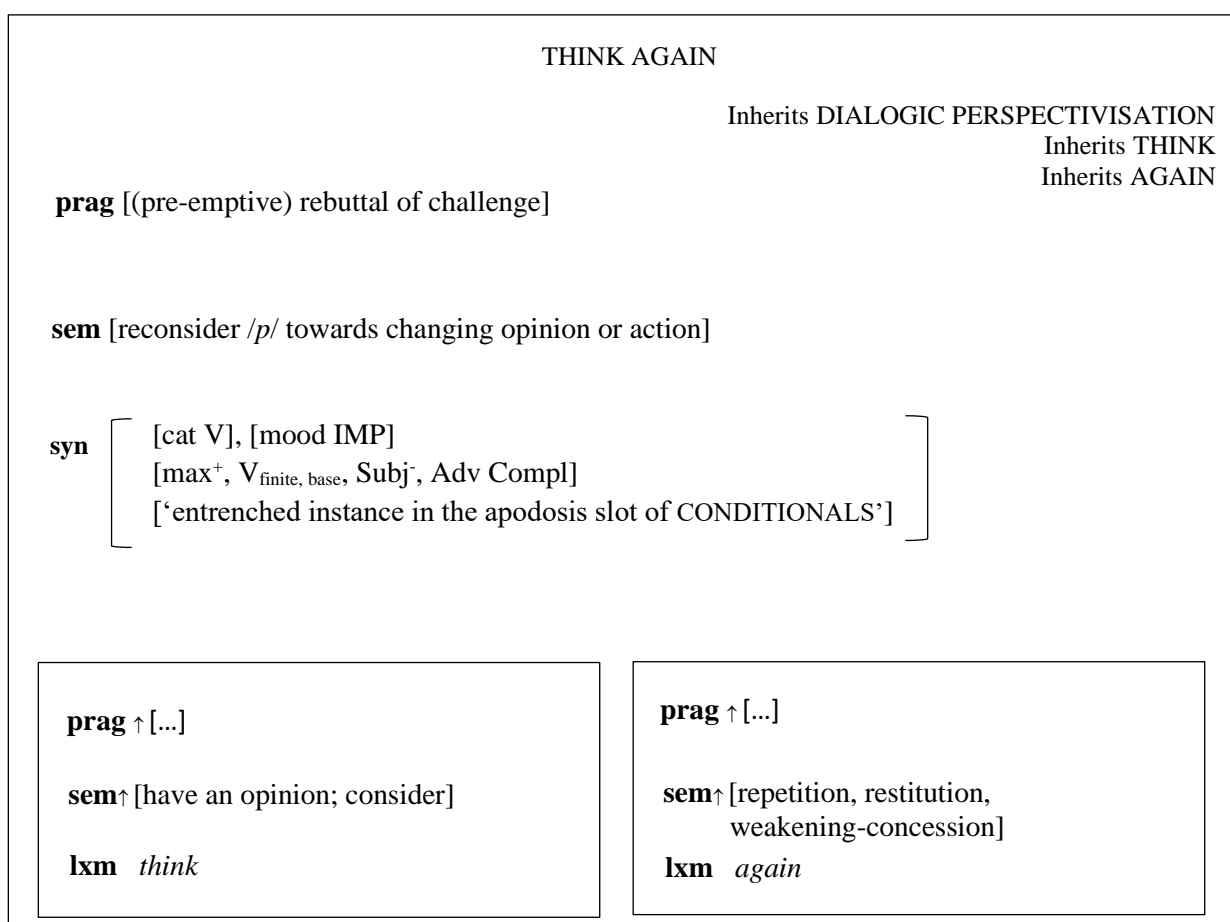 THINK AGAIN
Inherits DIALOGIC PERSPECTIVISATION
Inherits THINK
Inherits AGAIN
prag [(pre-emptive) rebuttal of challenge]
sem [reconsider /p/ towards changing opinion or action]
syn
[cat V], [mood IMP]
[max⁺, V finite, base, Subj⁻, Adv Compl]
[‘entrenched instance in the apodosis slot of CONDITIONALS’]
prag ↑ [...]
sem↑ [have an opinion; consider]
lxm think
prag ↑ [...]
sem↑ [repetition, restitution,
weakening-concession]
lxm again